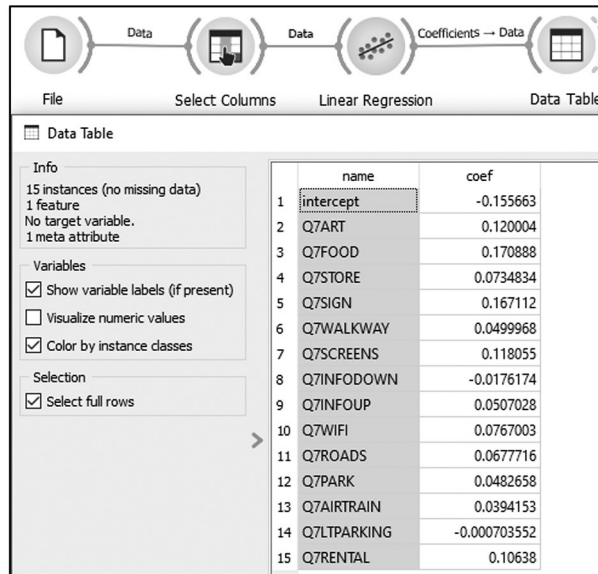 Data
Data
Coefficients → Data
File
Select Columns
Linear Regression
Data Table
Data Table
Info
15 instances (no missing data)
1 feature
No target variable.
1 meta attribute
Variables
Show variable labels (if present)
Visualize numeric values
Color by instance classes
Selection
Select full rows
name coef
1 intercept -0.155663
2 Q7ART 0.120004
3 Q7FOOD 0.170888
4 Q7STORE 0.0734834
5 Q7SIGN 0.167112
6 Q7WALKWAY 0.0499968
7 Q7SCREENS 0.118055
8 Q7INFODOWN -0.0176174
9 Q7INFOUP 0.0507028
10 Q7WIFI 0.0767003
11 Q7ROADS 0.0677716
12 Q7PARK 0.0482658
13 Q7AIRTRAIN 0.0394153
14 Q7LTPARKING -0.000703552
15 Q7RENTAL 0.10638